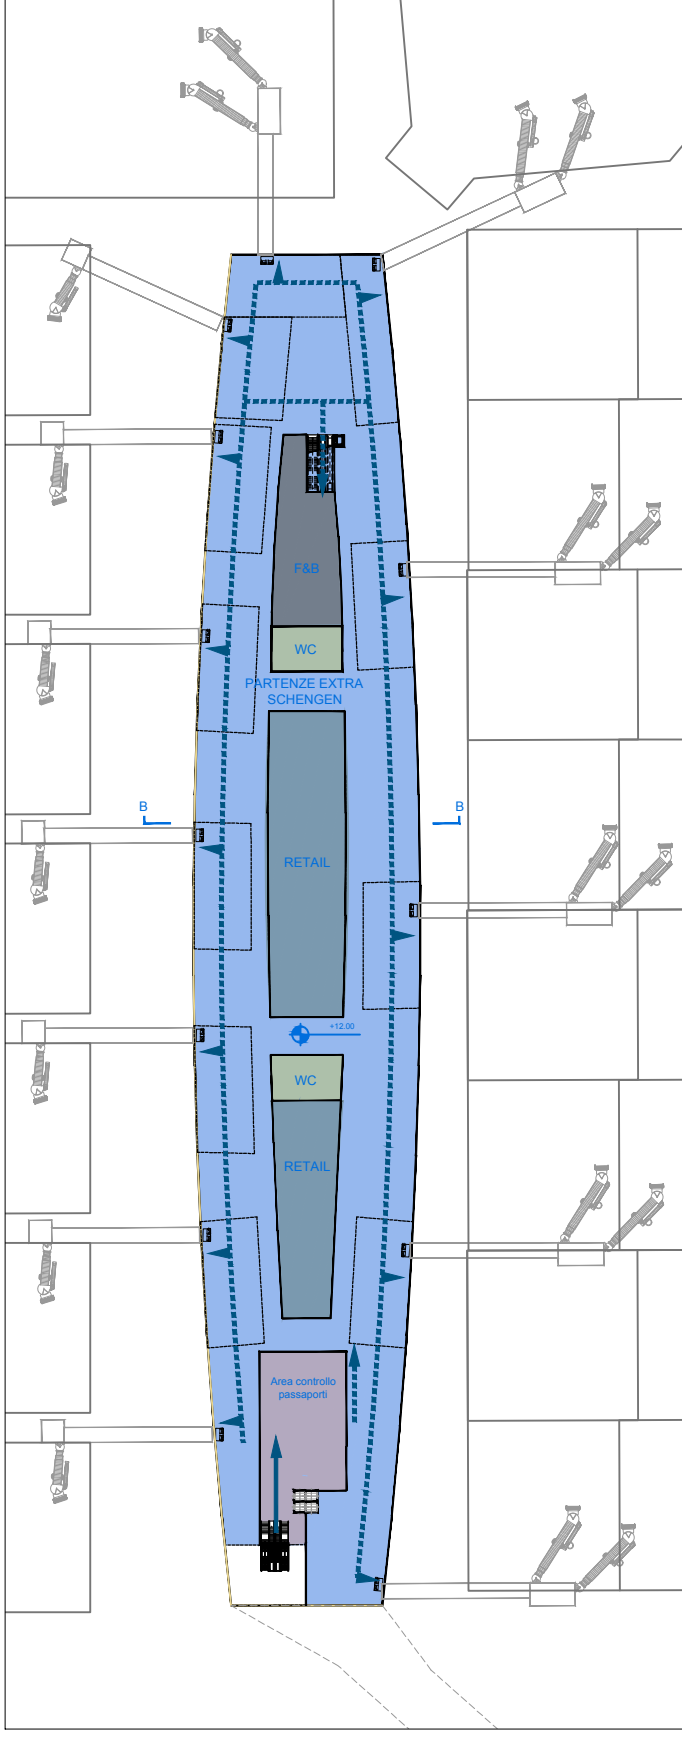 F&B
WC
PARTENZE EXTRA
SCHENGEN
B
B
RETAIL
+12.00
WC
RETAIL
Area controllo
passaporti